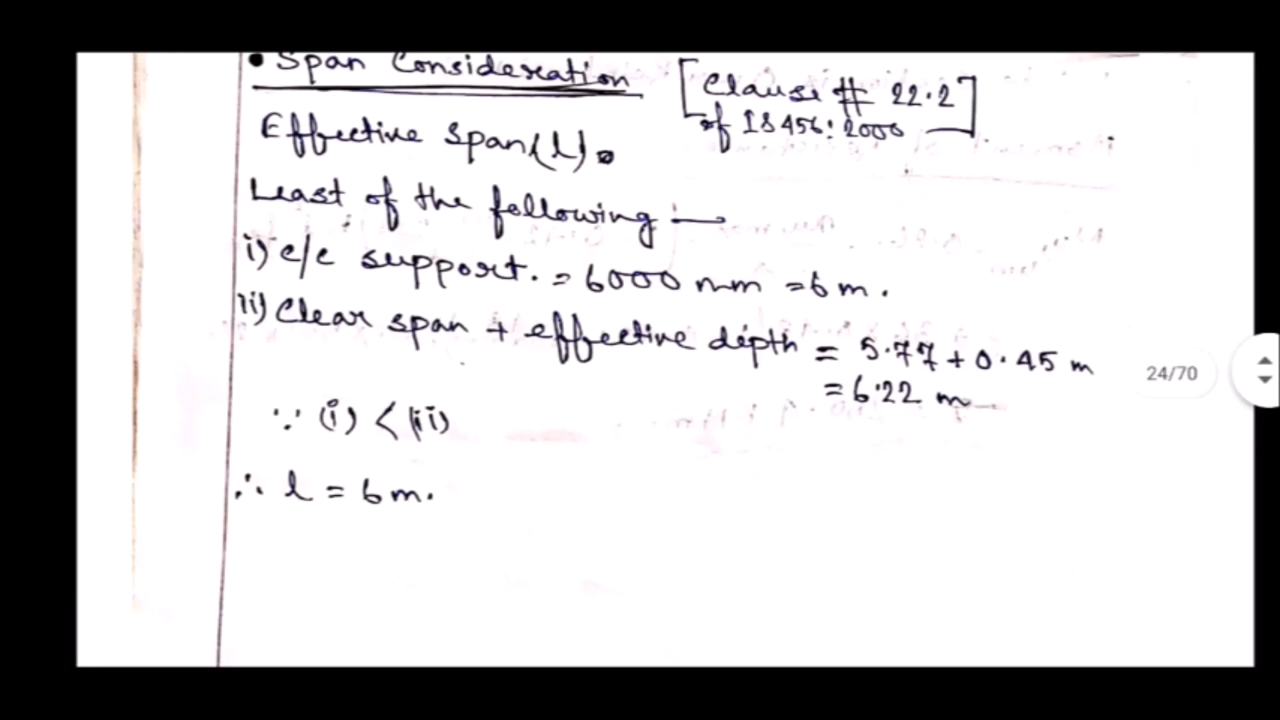 • Span Consideration
[Clause # 22.2]
of IS 456: 2000
Effective Span (l).
Least of the following :—
i) c/c support. = 6000 mm = 6 m.
ii) Clear span + effective depth = 5.77 + 0.45 m
= 6.22 m
∵ (i) < (ii)
∴ l = 6 m.
24/70